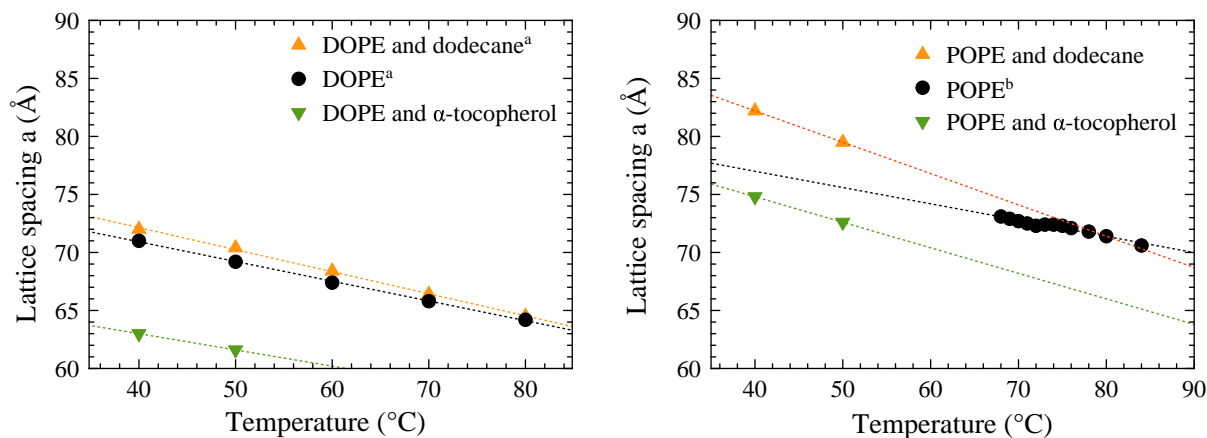 90
85
80
75
70
65
60
Lattice spacing a (Å)
DOPE and dodecaneᵃ
DOPEᵃ
DOPE and α-tocopherol
40 50 60 70 80
Temperature (°C)
90
85
80
75
70
65
60
Lattice spacing a (Å)
POPE and dodecane
POPEᵇ
POPE and α-tocopherol
40 50 60 70 80 90
Temperature (°C)